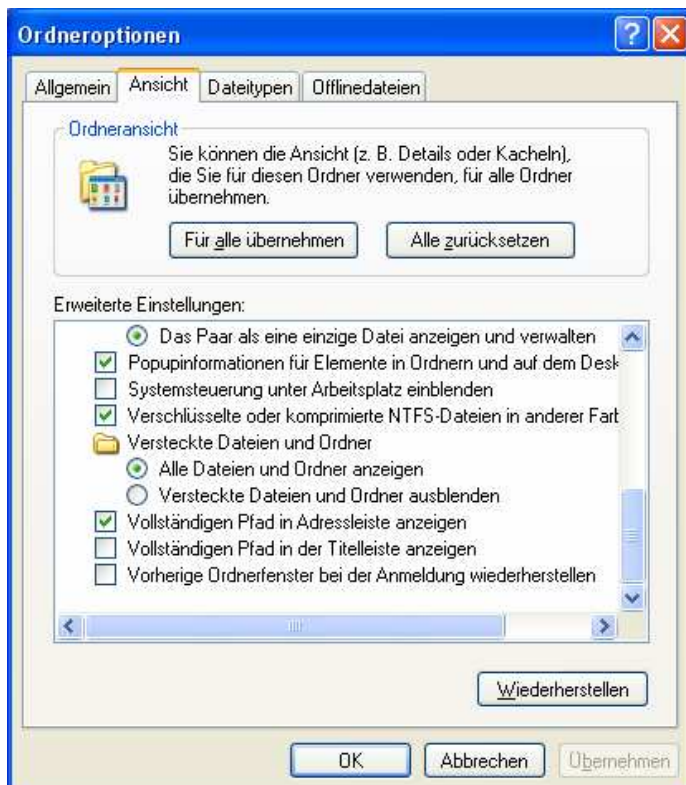 Ordneroptionen
Allgemein Ansicht Dateitypen Offlinedateien
Ordneransicht
Sie können die Ansicht (z. B. Details oder Kacheln),
die Sie für diesen Ordner verwenden, für alle Ordner
übernehmen.
Für alle übernehmen Alle zurücksetzen
Erweiterte Einstellungen:
Das Paar als eine einzige Datei anzeigen und verwalten
Popupinformationen für Elemente in Ordnern und auf dem Desk
Systemsteuerung unter Arbeitsplatz einblenden
Verschlüsselte oder komprimierte NTFS-Dateien in anderer Farb
Versteckte Dateien und Ordner
Alle Dateien und Ordner anzeigen
Versteckte Dateien und Ordner ausblenden
Vollständigen Pfad in Adressleiste anzeigen
Vollständigen Pfad in der Titelleiste anzeigen
Vorherige Ordnerfenster bei der Anmeldung wiederherstellen
Wiederherstellen
OK Abbrechen Übernehmen